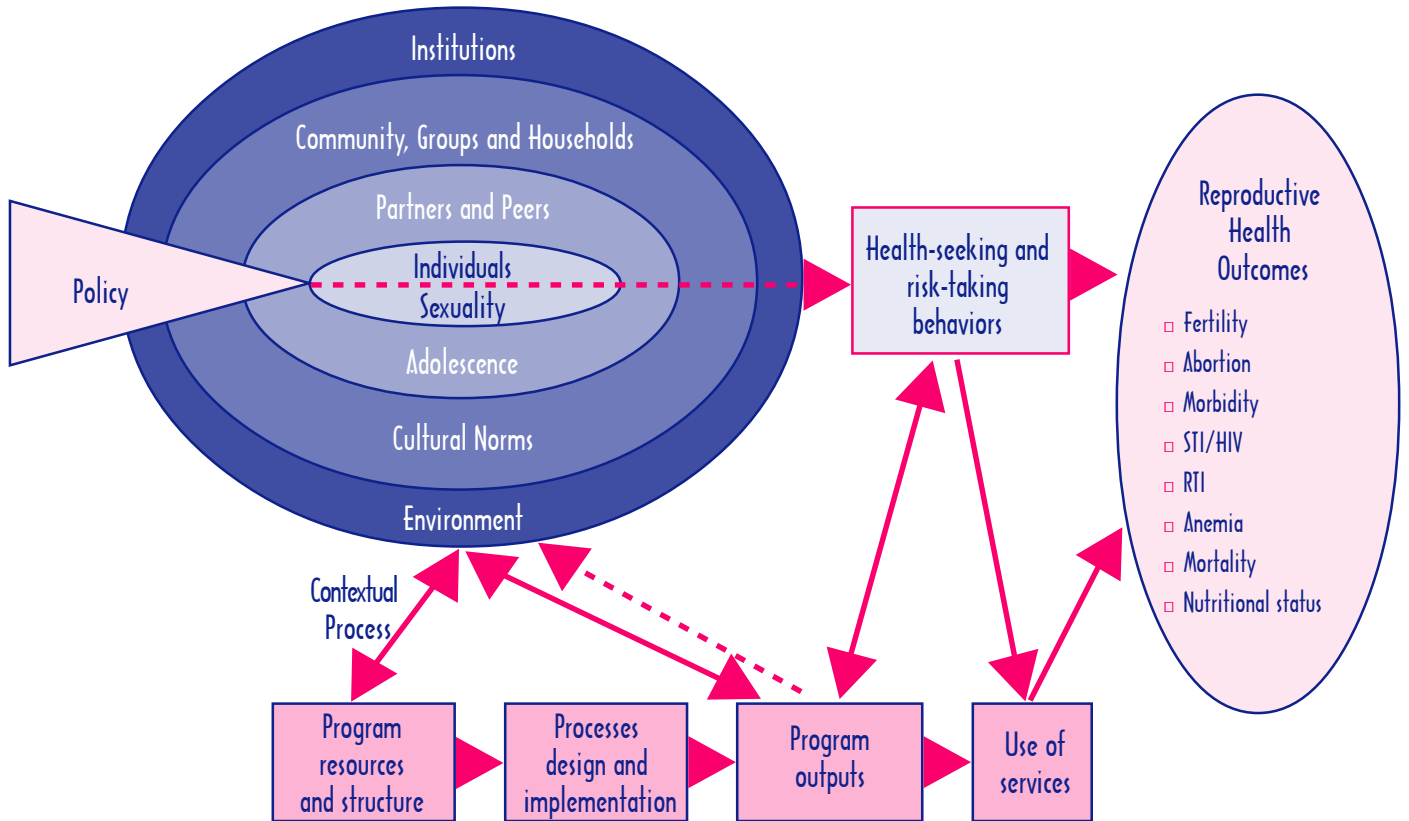 Institutions
Community, Groups and Households
Partners and Peers
Individuals
Sexuality
Adolescence
Cultural Norms
Environment
Policy
Health-seeking and
risk-taking
behaviors
Reproductive
Health
Outcomes
Fertility
Abortion
Morbidity
STI/HIV
RTI
Anemia
Mortality
Nutritional status
Contextual
Process
Program
resources
and structure
Processes
design and
implementation
Program
outputs
Use of
services